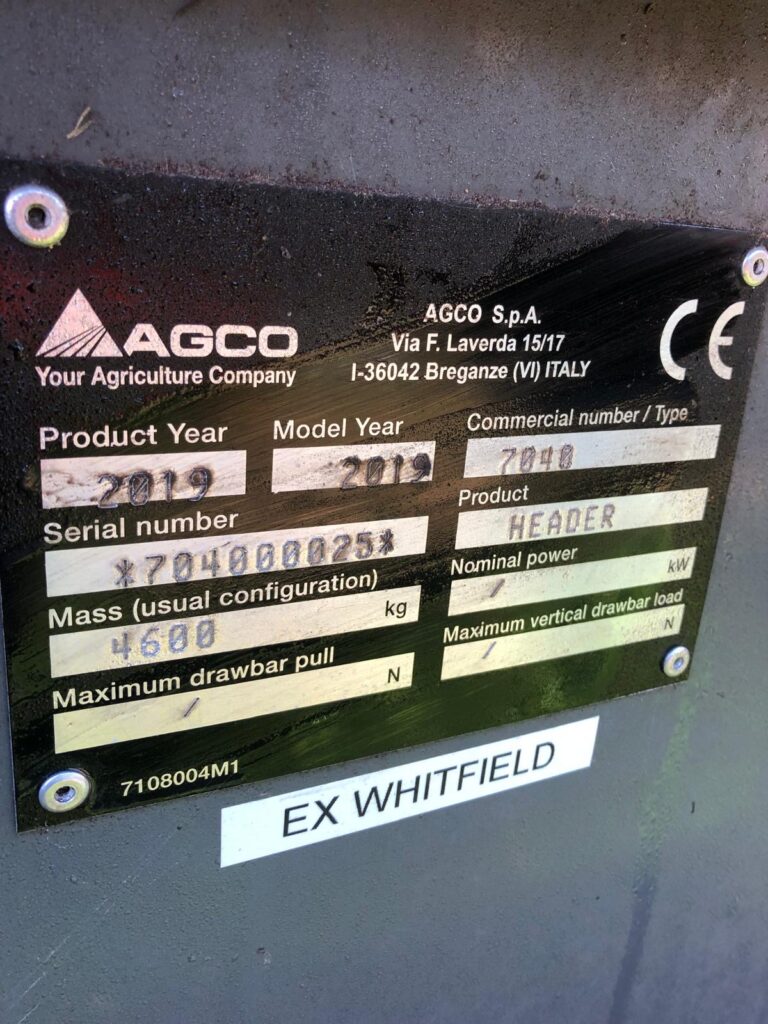 AGCO
Your Agriculture Company
AGCO S.p.A.
Via F. Laverda 15/17
I-36042 Breganze (VI) ITALY
CE
Product Year
2019
Model Year
2019
Commercial number / Type
7040
Serial number
*704000025*
Product
HEADER
Mass (usual configuration)
4600 kg
Nominal power
/ kW
Maximum drawbar pull
/ N
Maximum vertical drawbar load
/ N
7108004M1
EX WHITFIELD